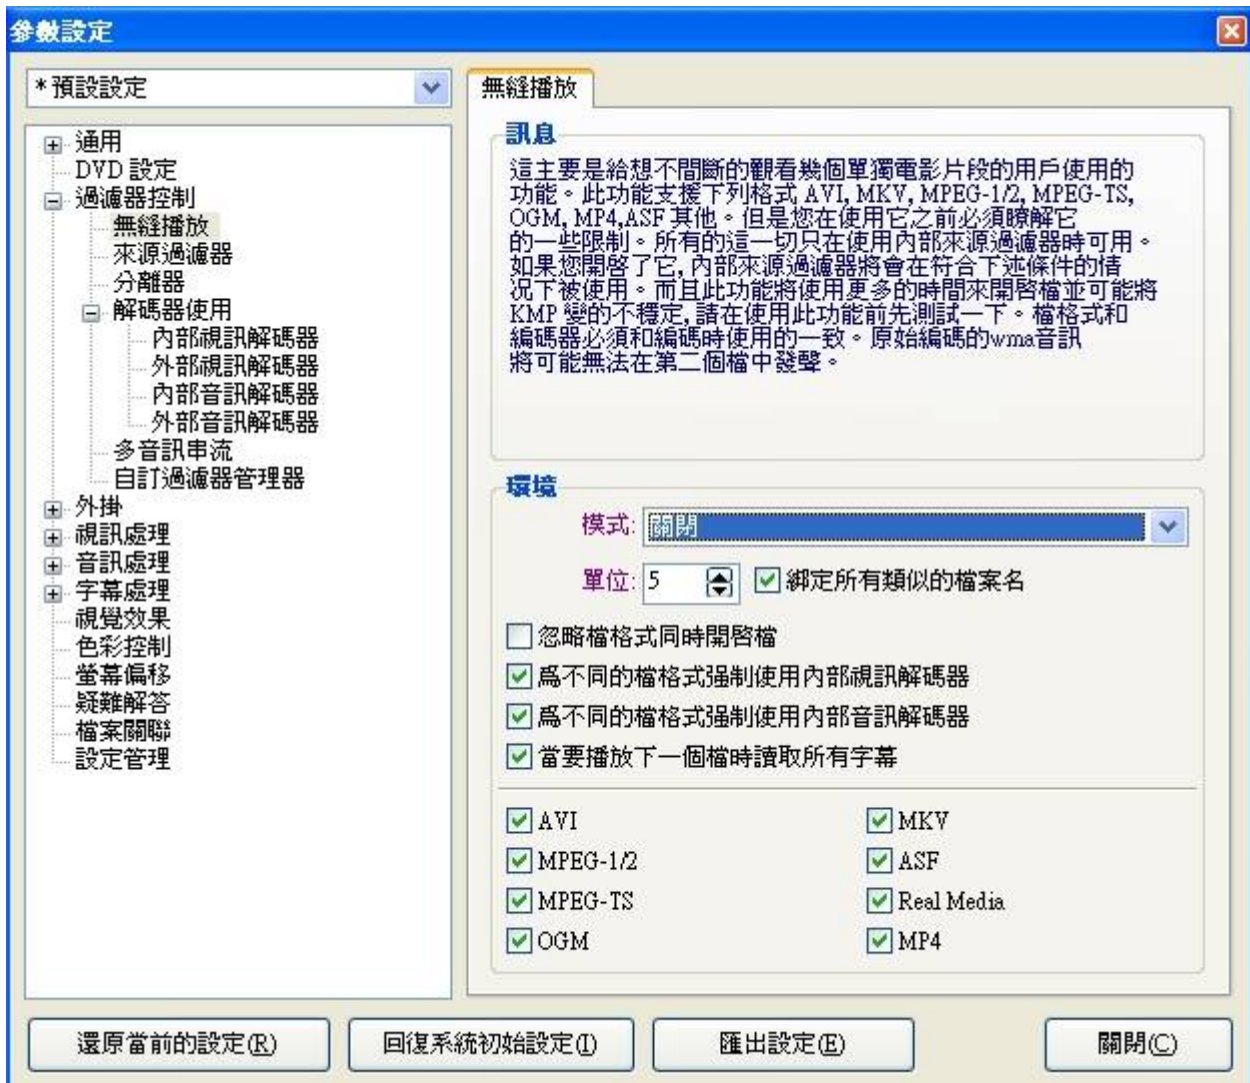 參數設定
*預設設定
通用
DVD 設定
過濾器控制
無縫播放
來源過濾器
分離器
解碼器使用
內部視訊解碼器
外部視訊解碼器
內部音訊解碼器
外部音訊解碼器
多音訊串流
自訂過濾器管理器
外掛
視訊處理
音訊處理
字幕處理
視覺效果
色彩控制
螢幕偏移
疑難解答
檔案關聯
設定管理
無縫播放
訊息
這主要是給想不間斷的觀看幾個單獨電影片段的用戶使用的
功能。此功能支援下列格式 AVI, MKV, MPEG-1/2, MPEG-TS,
OGM, MP4,ASF 其他。但是您在使用它之前必須瞭解它
的一些限制。所有的這一切只在使用內部來源過濾器時可用。
如果您開啓了它, 內部來源過濾器將會在符合下述條件的情
況下被使用。而且此功能將使用更多的時間來開啓檔並可能將
KMP 變的不穩定, 請在使用此功能前先測試一下。檔格式和
編碼器必須和編碼時使用的一致。原始編碼的wma音訊
將可能無法在第二個檔中發聲。
環境
模式: 關閉
單位: 5 綁定所有類似的檔案名
忽略檔格式同時開啓檔
爲不同的檔格式强制使用內部視訊解碼器
爲不同的檔格式强制使用內部音訊解碼器
當要播放下一個檔時讀取所有字幕
AVI MKV
MPEG-1/2 ASF
MPEG-TS Real Media
OGM MP4
還原當前的設定(R) 回復系統初始設定(I) 匯出設定(E) 關閉(C)